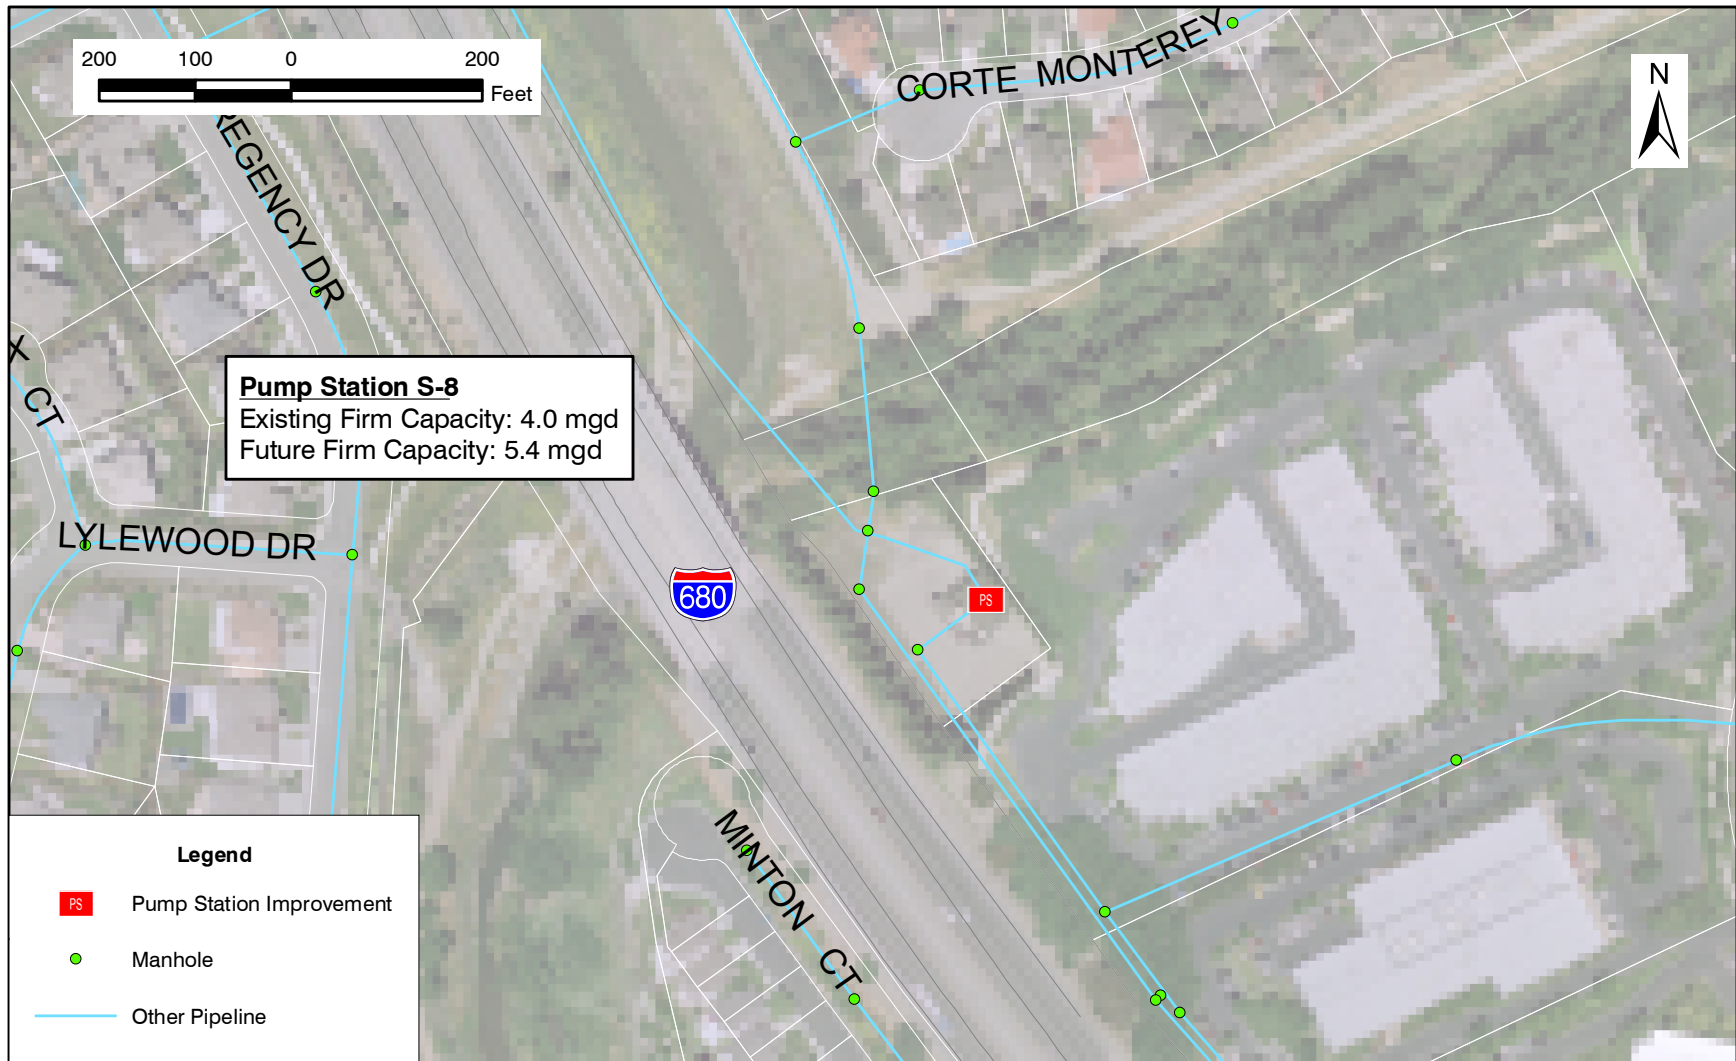 200 100 0 200
Feet
CORTE MONTEREY
N
REGENCY DR
X CT
Pump Station S-8
Existing Firm Capacity: 4.0 mgd
Future Firm Capacity: 5.4 mgd
LYLEWOOD DR
680
PS
MINTON CT
Legend
PS Pump Station Improvement
Manhole
Other Pipeline